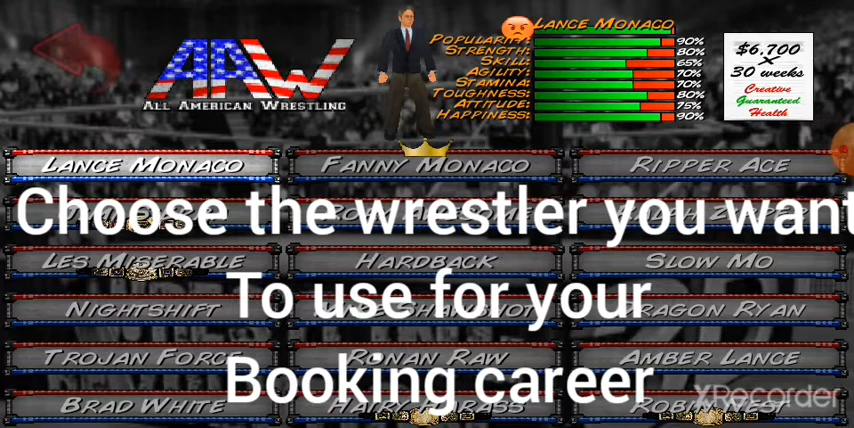 AAW
ALL AMERICAN WRESTLING
LANCE MONACO
POPULARITY: 90%
STRENGTH: 80%
SKILL: 65%
AGILITY: 70%
STAMINA: 70%
TOUGHNESS: 80%
ATTITUDE: 75%
HAPPINESS: 90%
$6,700
X
30 weeks
Creative
Guaranteed
Health
LANCE MONACO FANNY MONACO RIPPER ACE
Choose the wrestler you want
LES MISERABLE HARDBACK SLOW MO
To use for your
NIGHTSHIFT RYAN
TROJAN FORCE RONAN RAW AMBER LANCE
Booking career
XRecorder
BRAD WHITE